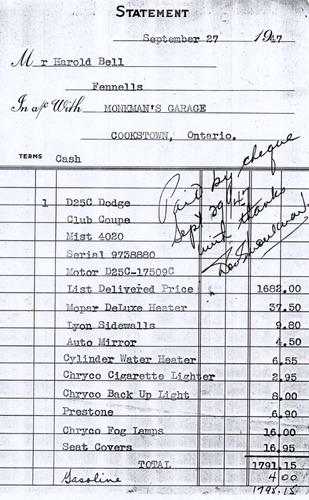 STATEMENT
September 27 1947
Mr Harold Bell
Fennells
In a/c With MONKMAN'S GARAGE
COOKSTOWN, Ontario.
TERMS Cash
Paid by cheque
Sept 29/47
with thanks
1 D25C Dodge
Club Coupe
Mist 4020
Serial 9738880
Motor D25C-17509C
List Delivered Price 1682.00
Mopar DeLuxe Heater 37.50
Lyon Sidewalls 9.80
Auto Mirror 4.50
Cylinder Water Heater 6.55
Chryco Cigarette Lighter 2.95
Chryco Back Up Light 8.00
Prestone 6.90
Chryco Fog Lamps 16.00
Seat Covers 16.95
TOTAL 1791.15
Gasoline 4 00
1795.15